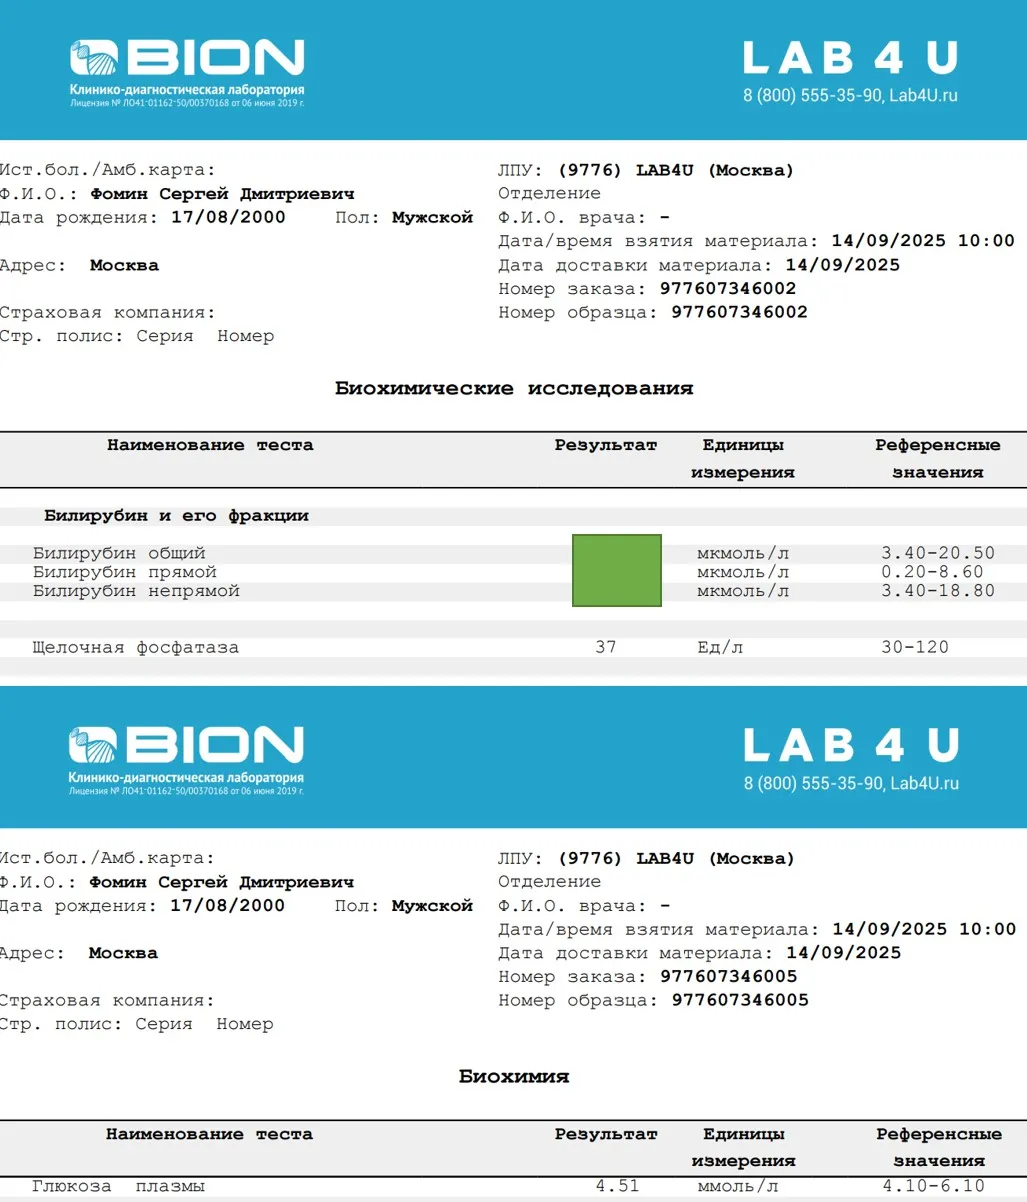 BION
LAB 4 U
Клинико-диагностическая лаборатория
8 (800) 555-35-90, Lab4U.ru
Лицензия № ЛО41-01162-50/00370168 от 06 июня 2019 г.
Ист.бол./Амб.карта:
ЛПУ: (9776) LAB4U (Москва)
Ф.И.О.: Фомин Сергей Дмитриевич
Отделение
Дата рождения: 17/08/2000 Пол: Мужской
Ф.И.О. врача: -
Дата/время взятия материала: 14/09/2025 10:00
Адрес: Москва
Дата доставки материала: 14/09/2025
Номер заказа: 977607346002
Страховая компания:
Номер образца: 977607346002
Стр. полис: Серия Номер
Биохимические исследования
Наименование теста Результат Единицы измерения Референсные значения
Билирубин и его фракции
Билирубин общий мкмоль/л 3.40-20.50
Билирубин прямой мкмоль/л 0.20-8.60
Билирубин непрямой мкмоль/л 3.40-18.80
Щелочная фосфатаза 37 Ед/л 30-120
BION
LAB 4 U
Клинико-диагностическая лаборатория
8 (800) 555-35-90, Lab4U.ru
Лицензия № ЛО41-01162-50/00370168 от 06 июня 2019 г.
Ист.бол./Амб.карта:
ЛПУ: (9776) LAB4U (Москва)
Ф.И.О.: Фомин Сергей Дмитриевич
Отделение
Дата рождения: 17/08/2000 Пол: Мужской
Ф.И.О. врача: -
Дата/время взятия материала: 14/09/2025 10:00
Адрес: Москва
Дата доставки материала: 14/09/2025
Номер заказа: 977607346005
Страховая компания:
Номер образца: 977607346005
Стр. полис: Серия Номер
Биохимия
Наименование теста Результат Единицы измерения Референсные значения
Глюкоза плазмы 4.51 ммоль/л 4.10-6.10